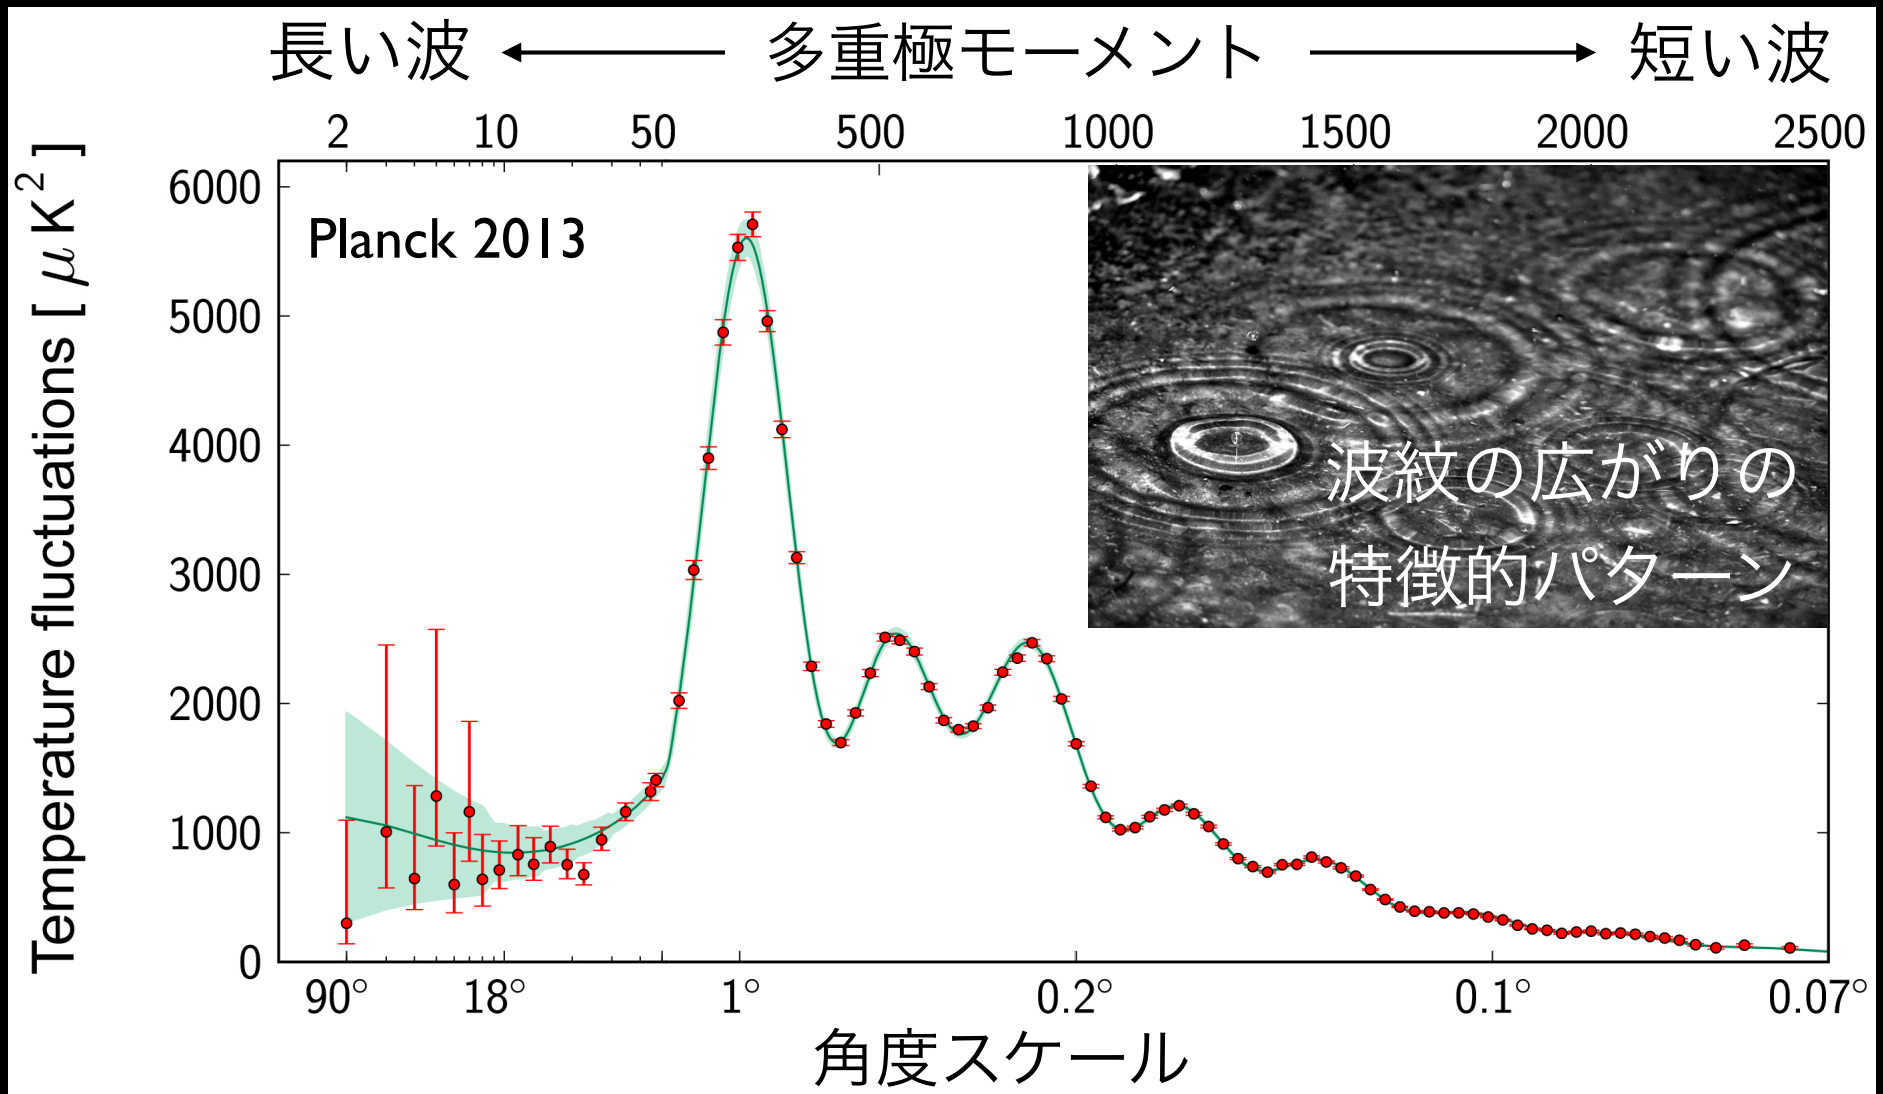 長い波 ← 多重極モーメント → 短い波
2 10 50 500 1000 1500 2000 2500
Temperature fluctuations [ μ K² ]
6000
5000
4000
3000
2000
1000
0
Planck 2013
波紋の広がりの
特徴的パターン
90° 18° 1° 0.2° 0.1° 0.07°
角度スケール